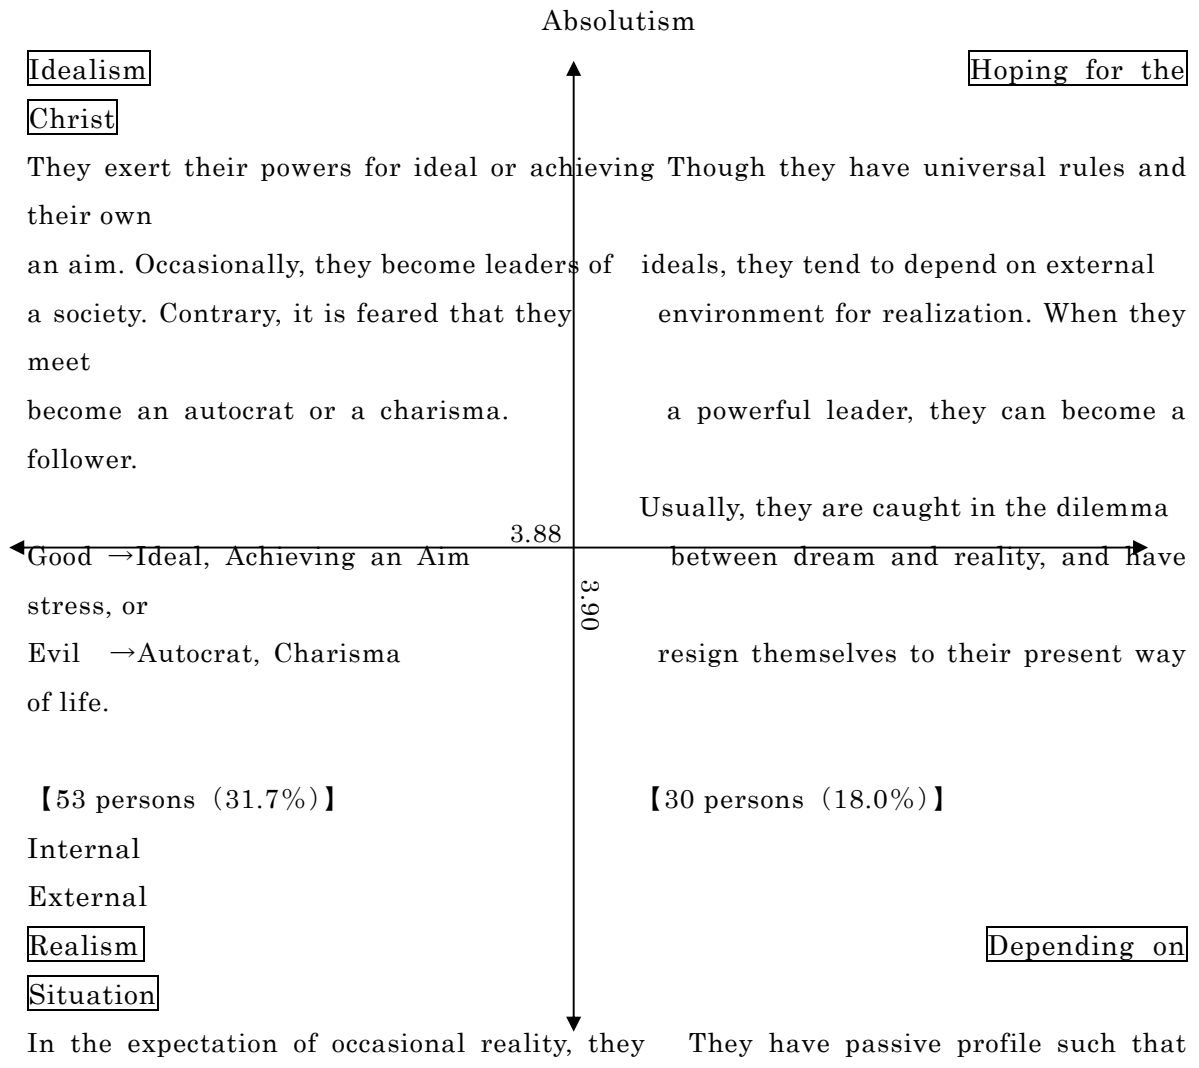 Absolutism
Idealism Hoping for the
Christ
They exert their powers for ideal or achieving Though they have universal rules and
their own
an aim. Occasionally, they become leaders of ideals, they tend to depend on external
a society. Contrary, it is feared that they environment for realization. When they
meet
become an autocrat or a charisma. a powerful leader, they can become a
follower.
Usually, they are caught in the dilemma
3.88
Good →Ideal, Achieving an Aim between dream and reality, and have
3.90
stress, or
Evil →Autocrat, Charisma resign themselves to their present way
of life.
【53 persons（31.7%）】 【30 persons（18.0%）】
Internal
External
Realism Depending on
Situation
In the expectation of occasional reality, they They have passive profile such that